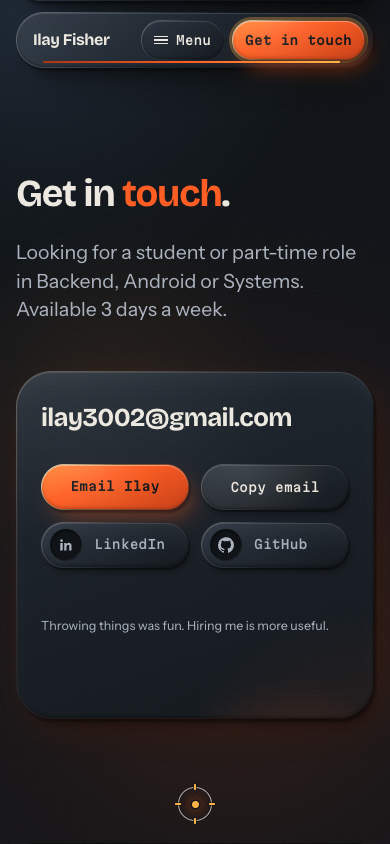 Ilay Fisher
Menu
Get in touch
Get in touch.
Looking for a student or part-time role
in Backend, Android or Systems.
Available 3 days a week.
ilay3002@gmail.com
Email Ilay
Copy email
in LinkedIn
GitHub
Throwing things was fun. Hiring me is more useful.